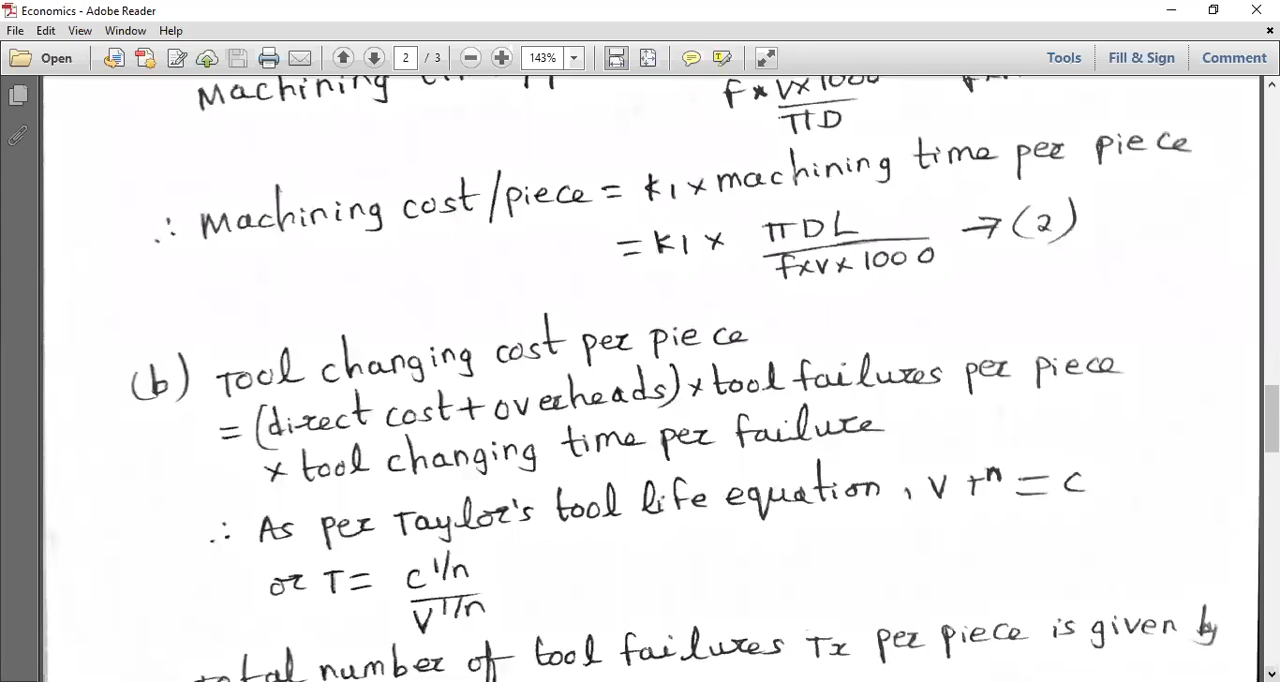 Economics - Adobe Reader
File Edit View Window Help
Open 2 / 3 143% Tools Fill & Sign Comment
Machining
f × V × 1000
πD
∴ Machining cost/piece = K1 × machining time per piece
= K1 × πDL / f×v×1000 → (2)
(b) Tool changing cost per piece
= (direct cost + overheads) × tool failures per piece
× tool changing time per failure
∴ As per Taylor's tool life equation, V T^n = C
or T = C^1/n / V^1/n
total number of tool failures Tx per piece is given by